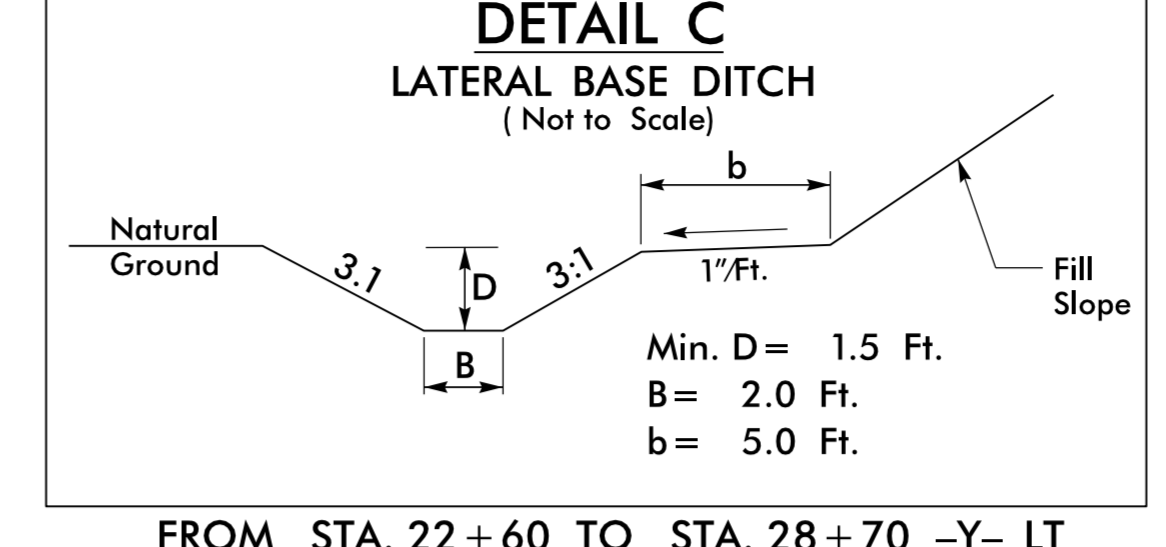 DETAIL C
LATERAL BASE DITCH
( Not to Scale)
b
Natural
Ground
3.1
D
3:1
1"/Ft.
Fill
Slope
B
Min. D = 1.5 Ft.
B = 2.0 Ft.
b = 5.0 Ft.
FROM STA. 22+60 TO STA. 28+70 -Y- LT